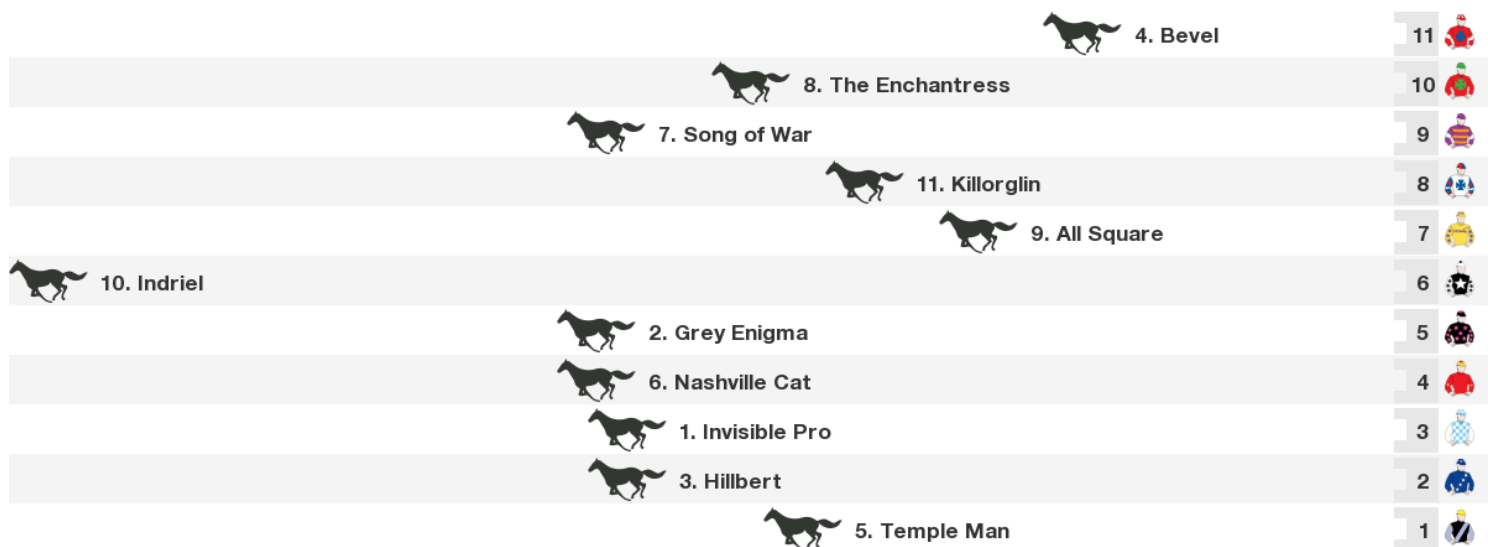 4. Bevel 11
8. The Enchantress 10
7. Song of War 9
11. Killorglin 8
9. All Square 7
10. Indriel 6
2. Grey Enigma 5
6. Nashville Cat 4
1. Invisible Pro 3
3. Hillbert 2
5. Temple Man 1